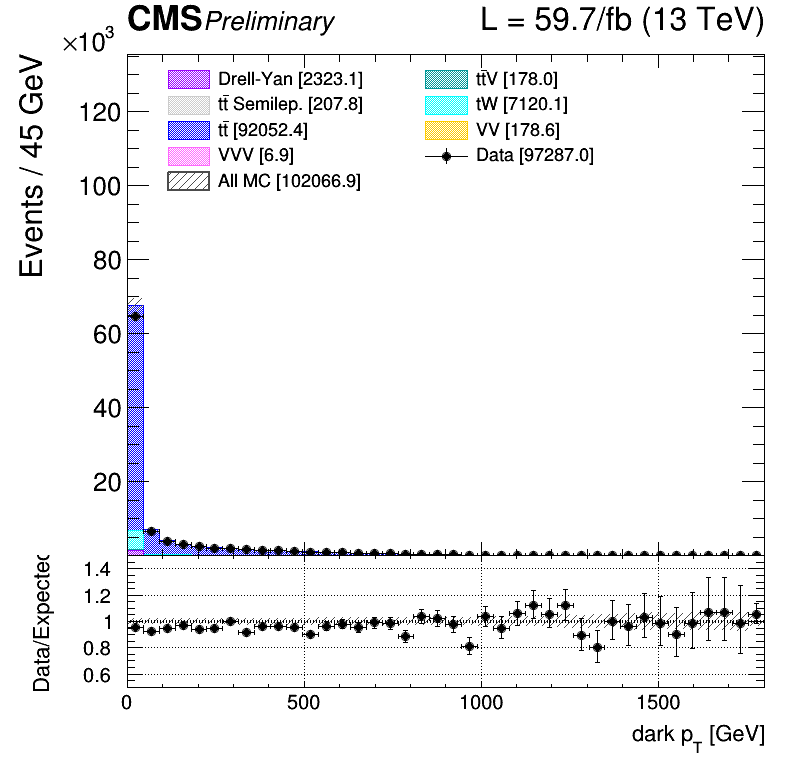 CMS Preliminary L = 59.7/fb (13 TeV)
×10³
Events / 45 GeV
Drell-Yan [2323.1]
tt̄ Semilep. [207.8]
tt̄ [92052.4]
VVV [6.9]
All MC [102066.9]
tt̄V [178.0]
tW [7120.1]
VV [178.6]
Data [97287.0]
120
100
80
60
40
20
Data/Expected
1.4
1.2
1
0.8
0.6
0 500 1000 1500
dark p_T [GeV]